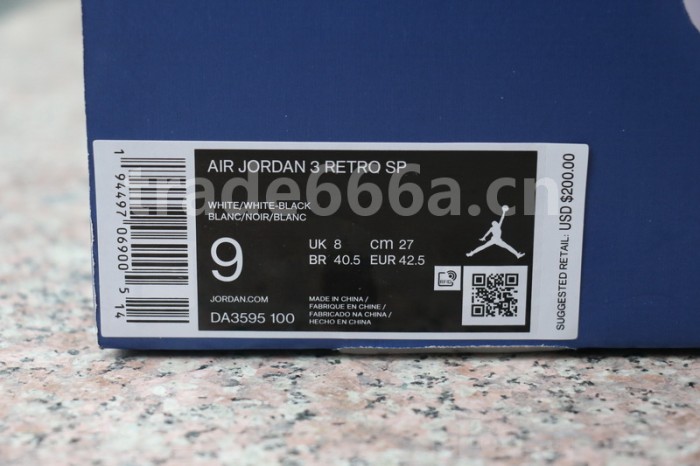 AIR JORDAN 3 RETRO SP
WHITE/WHITE-BLACK
BLANC/NOIR/BLANC
9
UK 8 cm 27
BR 40.5 EUR 42.5
JORDAN.COM
DA3595 100
MADE IN CHINA /
FABRIQUE EN CHINE /
FABRICADO NA CHINA /
HECHO EN CHINA
RFID
1 94497 06900 5 14
SUGGESTED RETAIL: USD $200.00
trade666a.cn